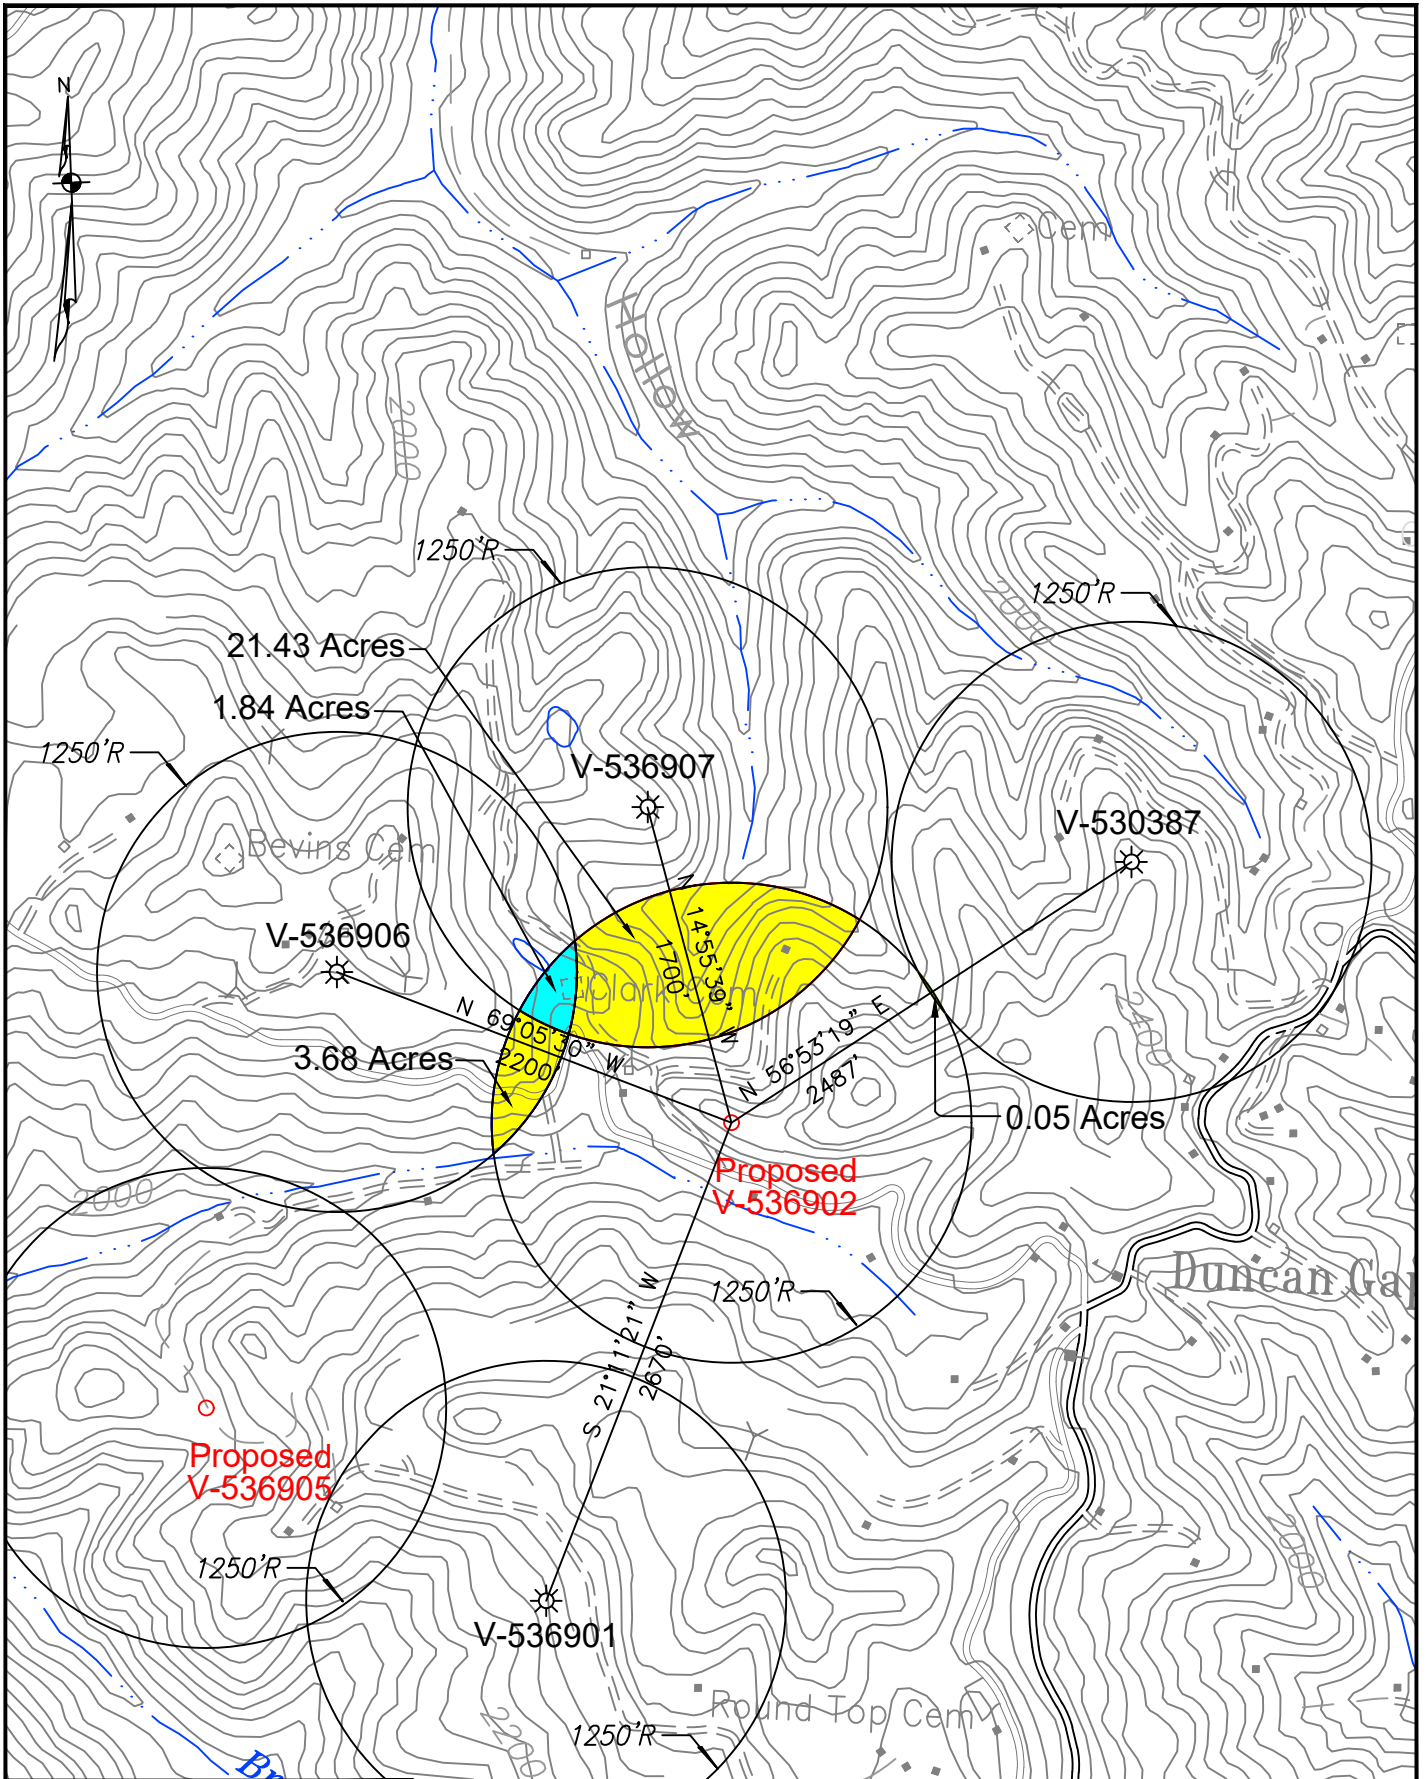 N
Cem
Hollow
2000
1250'R
2000
1250'R
21.43 Acres
1.84 Acres
1250'R
V-536907
V-530387
Bevins Cem
V-536906
N 14°55'39" W
1700'
Clark Cem
N 69°05'30" W
2200'
N 56°53'19" E
2487'
2400
3.68 Acres
0.05 Acres
Proposed
V-536902
2000
Duncan Gap
1250'R
S 21°11'21" W
2670'
Proposed
V-536905
1250'R
2000
V-536901
Round Top Cem
2200
1250'R